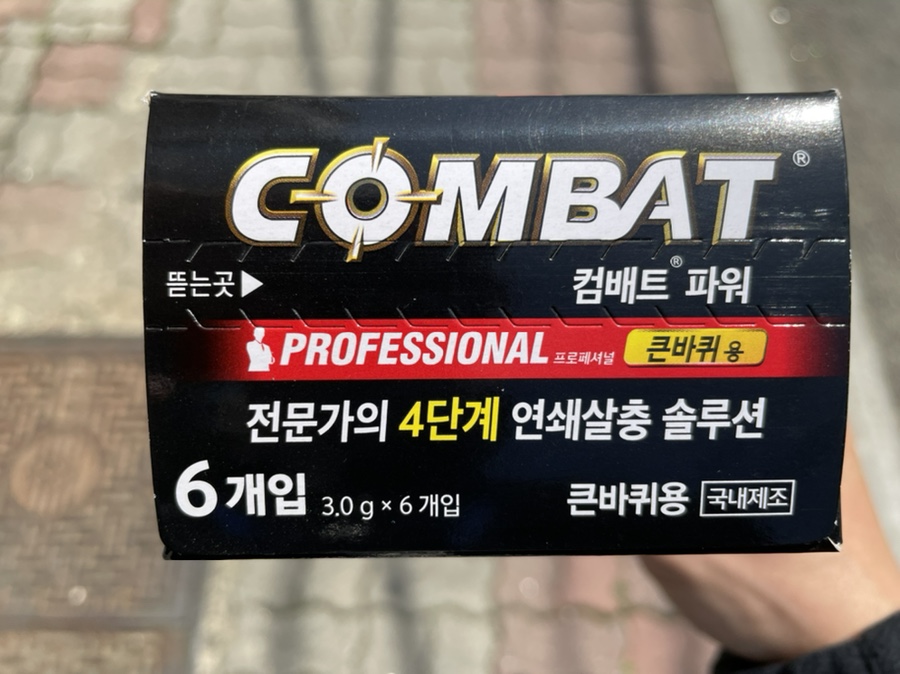 COMBAT®
뜯는곳▶ 컴배트® 파워
PROFESSIONAL 프로페셔널 큰바퀴용
전문가의 4단계 연쇄살충 솔루션
6개입 3.0 g × 6 개입 큰바퀴용 국내제조